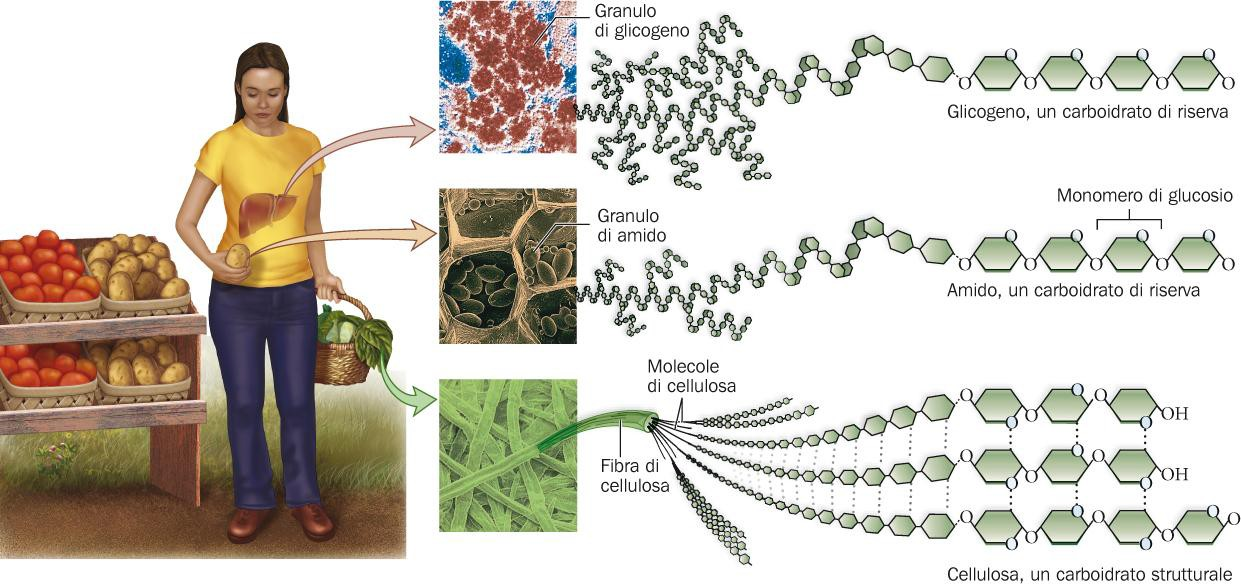 Granulo
di glicogeno
O O O O O
Glicogeno, un carboidrato di riserva
Monomero di glucosio
Granulo
di amido
O O O O O
Amido, un carboidrato di riserva
Molecole
di cellulosa
O O O OH
Fibra di
cellulosa
O O O OH
O O O O O
Cellulosa, un carboidrato strutturale